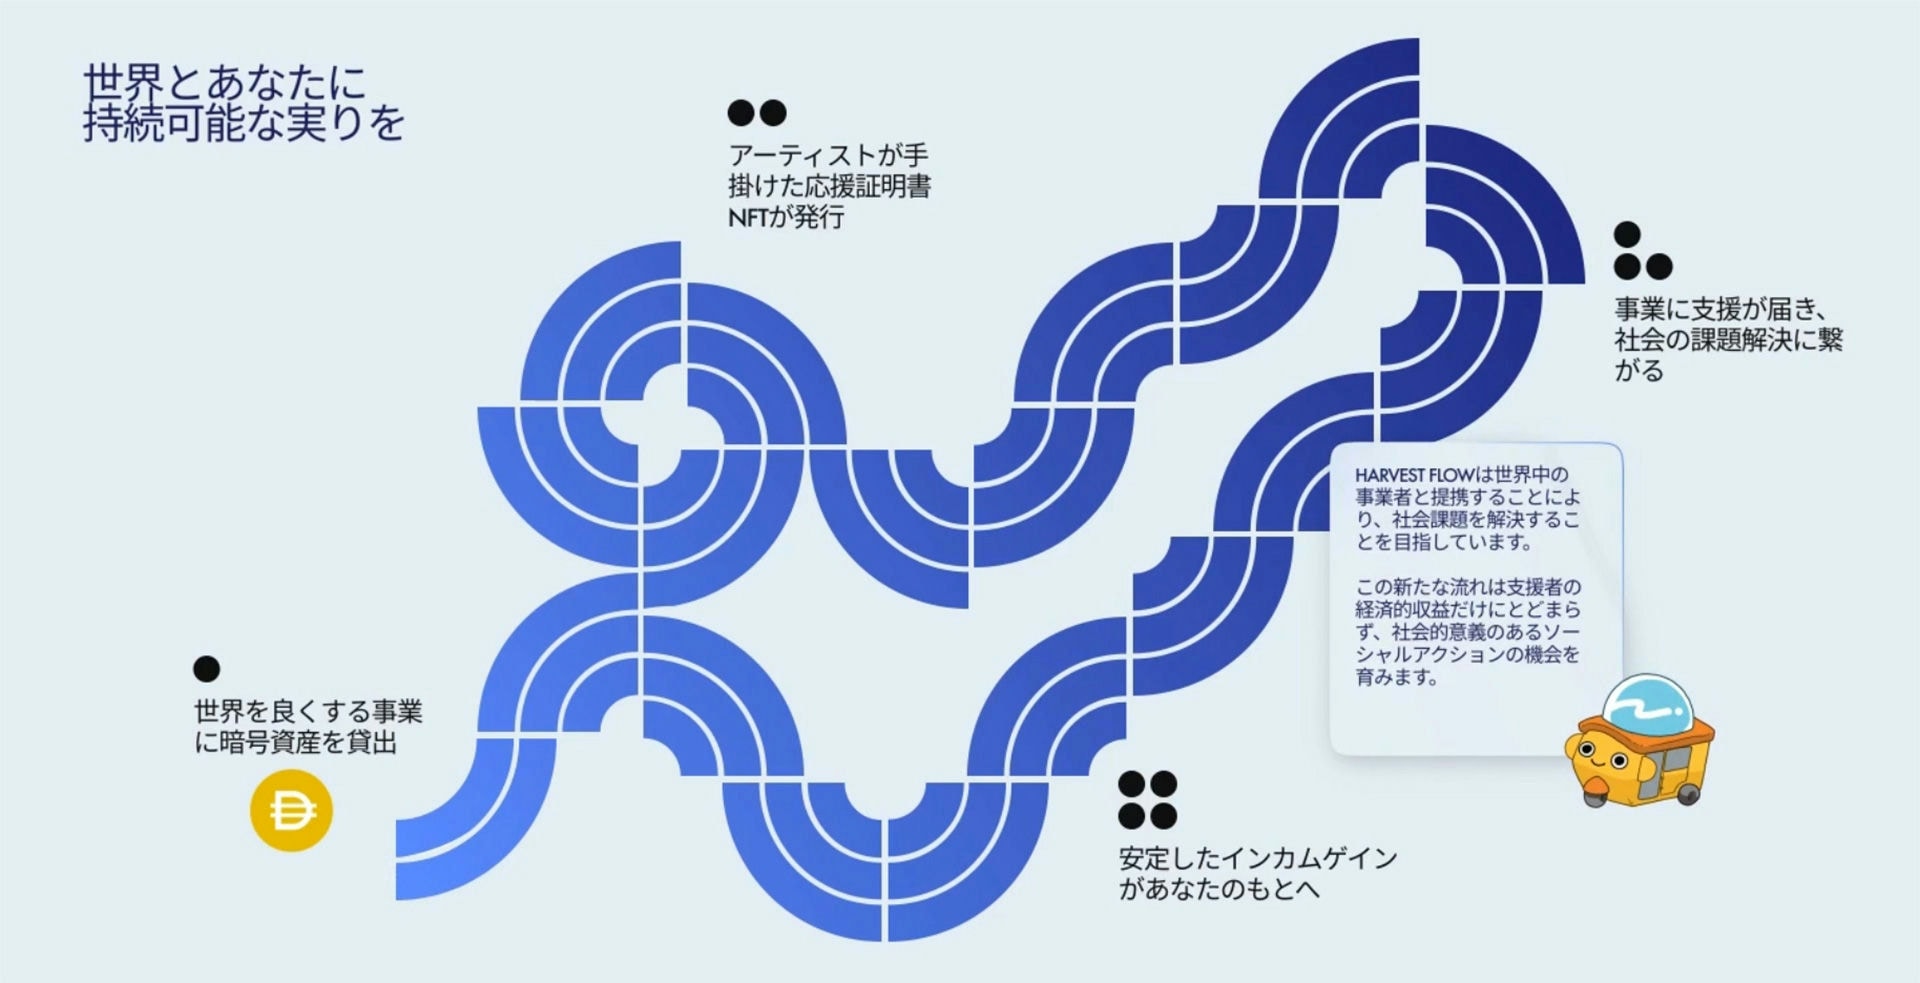 世界とあなたに
持続可能な実りを
アーティストが手
掛けた応援証明書
NFTが発行
事業に支援が届き、
社会の課題解決に繋
がる
HARVEST FLOWは世界中の
事業者と提携することによ
り、社会課題を解決するこ
とを目指しています。
この新たな流れは支援者の
経済的収益だけにとどまら
ず、社会的意義のあるソー
シャルアクションの機会を
育みます。
世界を良くする事業
に暗号資産を貸出
安定したインカムゲイン
があなたのもとへ